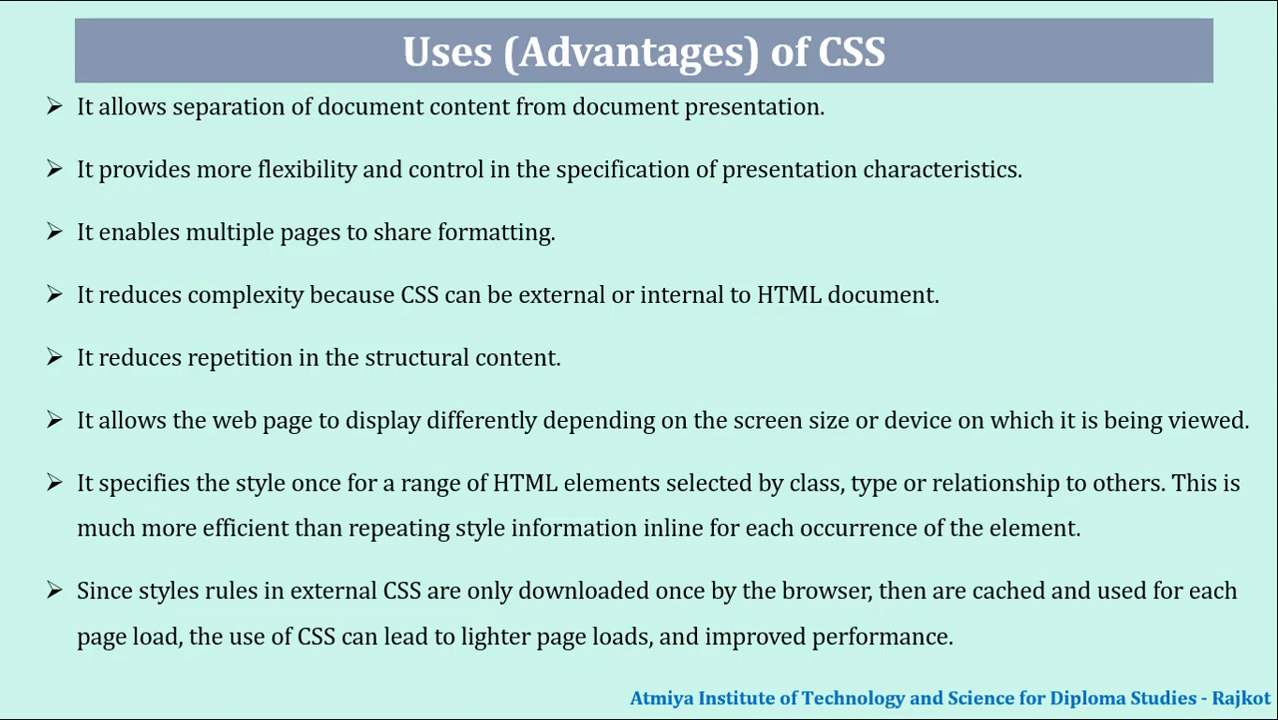 Uses (Advantages) of CSS
➢ It allows separation of document content from document presentation.
➢ It provides more flexibility and control in the specification of presentation characteristics.
➢ It enables multiple pages to share formatting.
➢ It reduces complexity because CSS can be external or internal to HTML document.
➢ It reduces repetition in the structural content.
➢ It allows the web page to display differently depending on the screen size or device on which it is being viewed.
➢ It specifies the style once for a range of HTML elements selected by class, type or relationship to others. This is
much more efficient than repeating style information inline for each occurrence of the element.
➢ Since styles rules in external CSS are only downloaded once by the browser, then are cached and used for each
page load, the use of CSS can lead to lighter page loads, and improved performance.
Atmiya Institute of Technology and Science for Diploma Studies - Rajkot